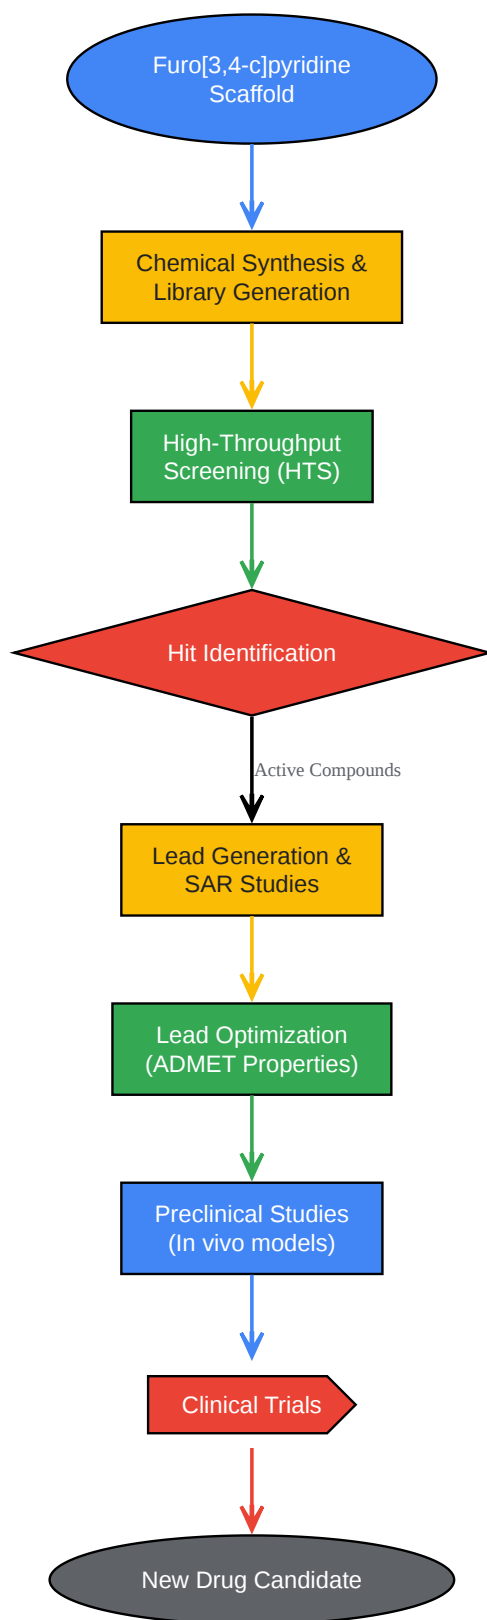 Furo[3,4-c]pyridine
Scaffold
Chemical Synthesis &
Library Generation
High-Throughput
Screening (HTS)
Hit Identification
Active Compounds
Lead Generation &
SAR Studies
Lead Optimization
(ADMET Properties)
Preclinical Studies
(In vivo models)
Clinical Trials
New Drug Candidate